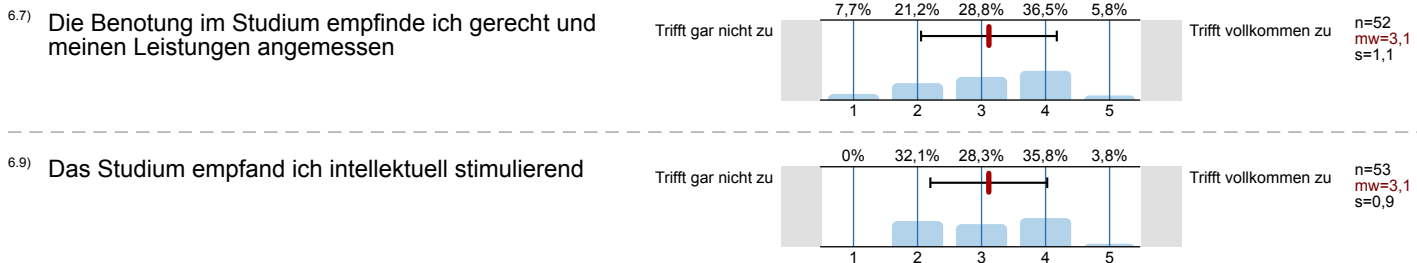 6.7) Die Benotung im Studium empfinde ich gerecht und
meinen Leistungen angemessen
Trifft gar nicht zu
7,7% 21,2% 28,8% 36,5% 5,8%
1 2 3 4 5
Trifft vollkommen zu
n=52
mw=3,1
s=1,1
6.9) Das Studium empfand ich intellektuell stimulierend
Trifft gar nicht zu
0% 32,1% 28,3% 35,8% 3,8%
1 2 3 4 5
Trifft vollkommen zu
n=53
mw=3,1
s=0,9